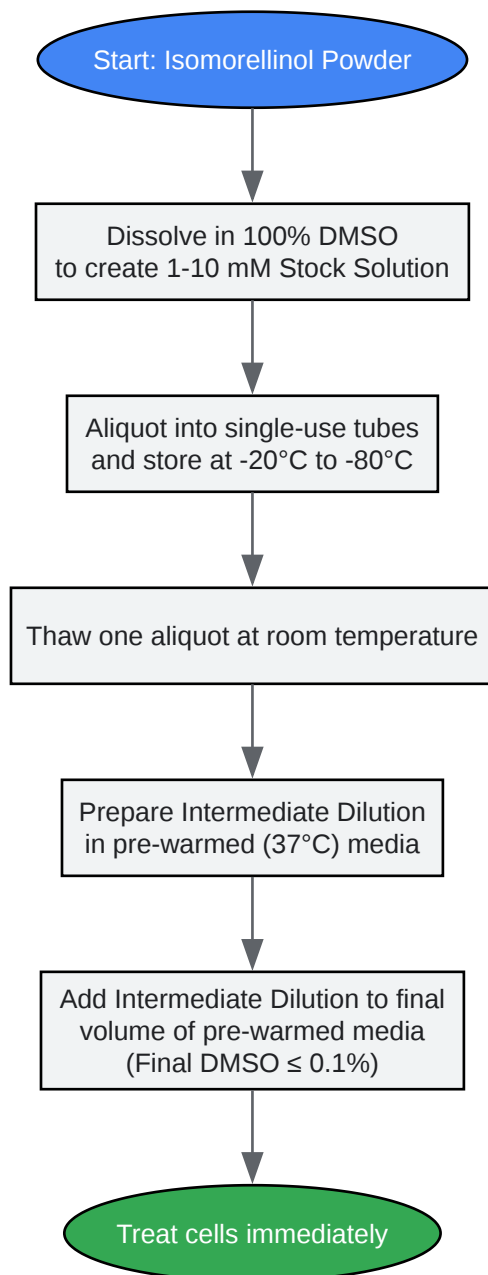 Start: Isomorellinol Powder
Dissolve in 100% DMSO
to create 1-10 mM Stock Solution
Aliquot into single-use tubes
and store at -20°C to -80°C
Thaw one aliquot at room temperature
Prepare Intermediate Dilution
in pre-warmed (37°C) media
Add Intermediate Dilution to final
volume of pre-warmed media
(Final DMSO ≤ 0.1%)
Treat cells immediately